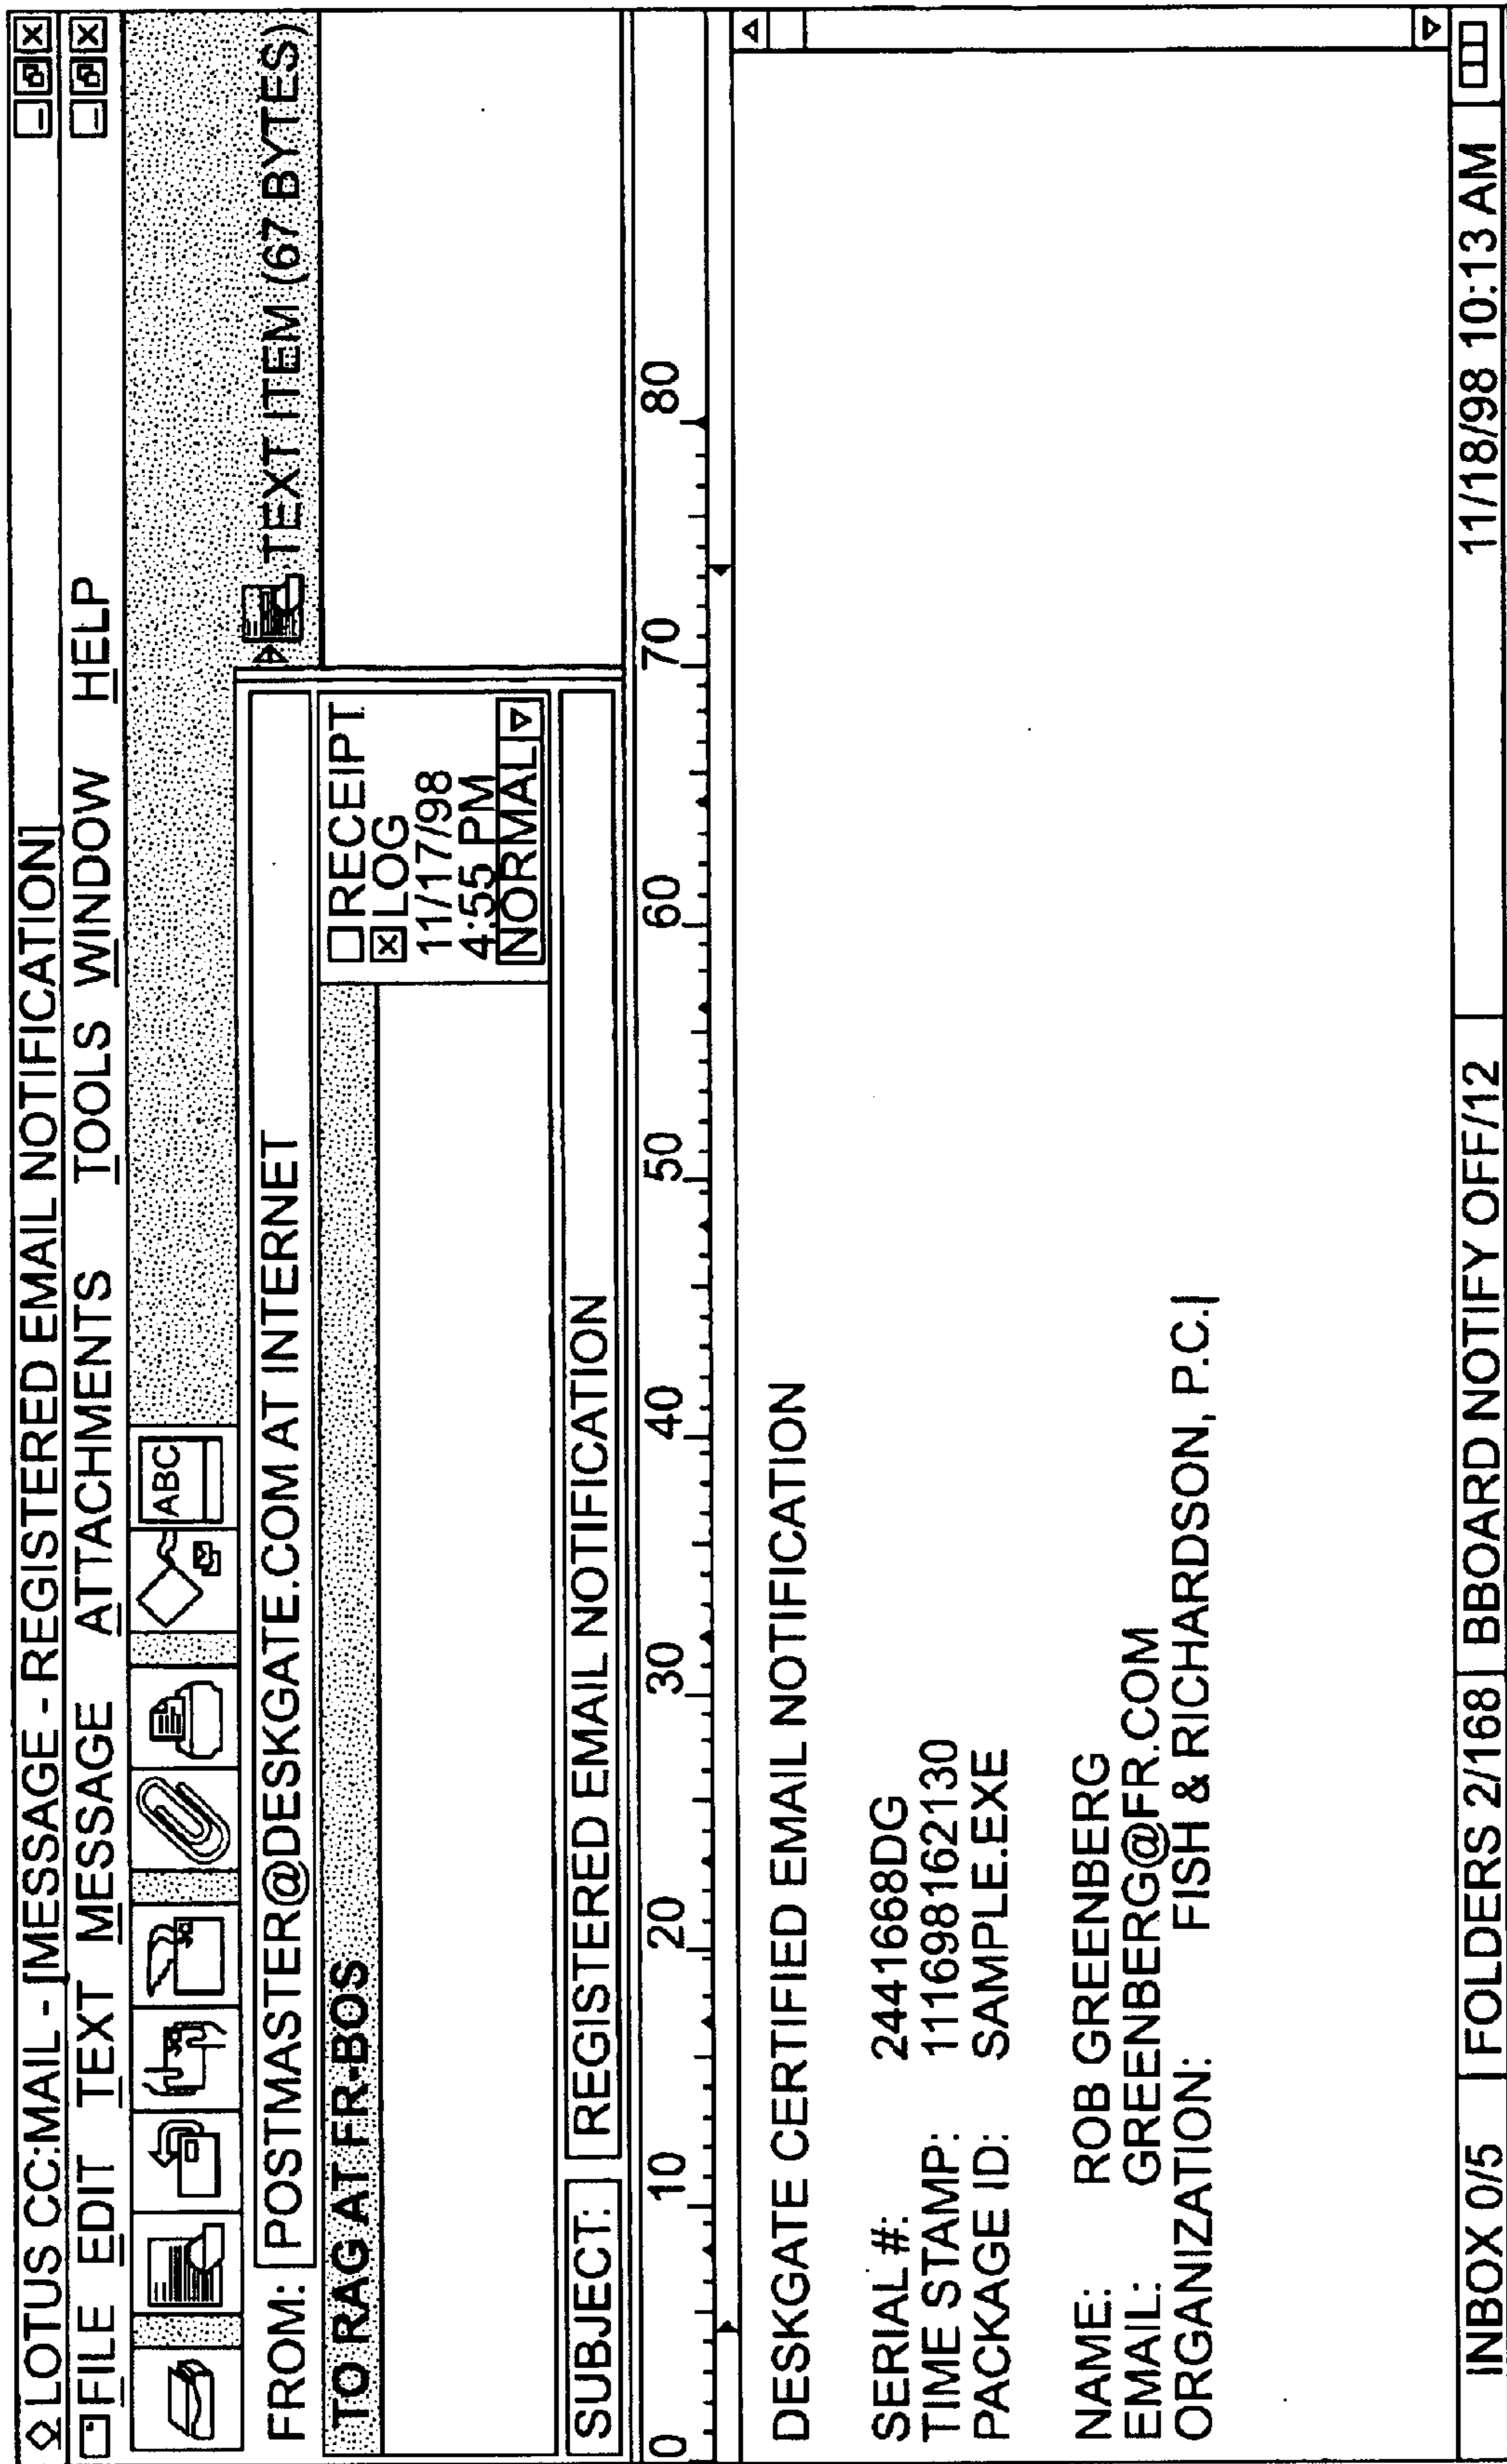 LOTUS CC:MAIL - [MESSAGE - REGISTERED EMAIL NOTIFICATION]
FILE EDIT TEXT MESSAGE ATTACHMENTS TOOLS WINDOW HELP
ABC
FROM: POSTMASTER@DESKGATE.COM AT INTERNET
TEXT ITEM (67 BYTES)
TO RAG AT FR-BOS
RECEIPT
LOG
11/17/98
4:55 PM
NORMAL
SUBJECT: REGISTERED EMAIL NOTIFICATION
0 10 20 30 40 50 60 70 80
DESKGATE CERTIFIED EMAIL NOTIFICATION
SERIAL #: 2441668DG
TIME STAMP: 111698162130
PACKAGE ID: SAMPLE.EXE
NAME: ROB GREENBERG
EMAIL: GREENBERG@FR.COM
ORGANIZATION: FISH & RICHARDSON, P.C.
INBOX 0/5 FOLDERS 2/168 BBOARD NOTIFY OFF/12 11/18/98 10:13 AM